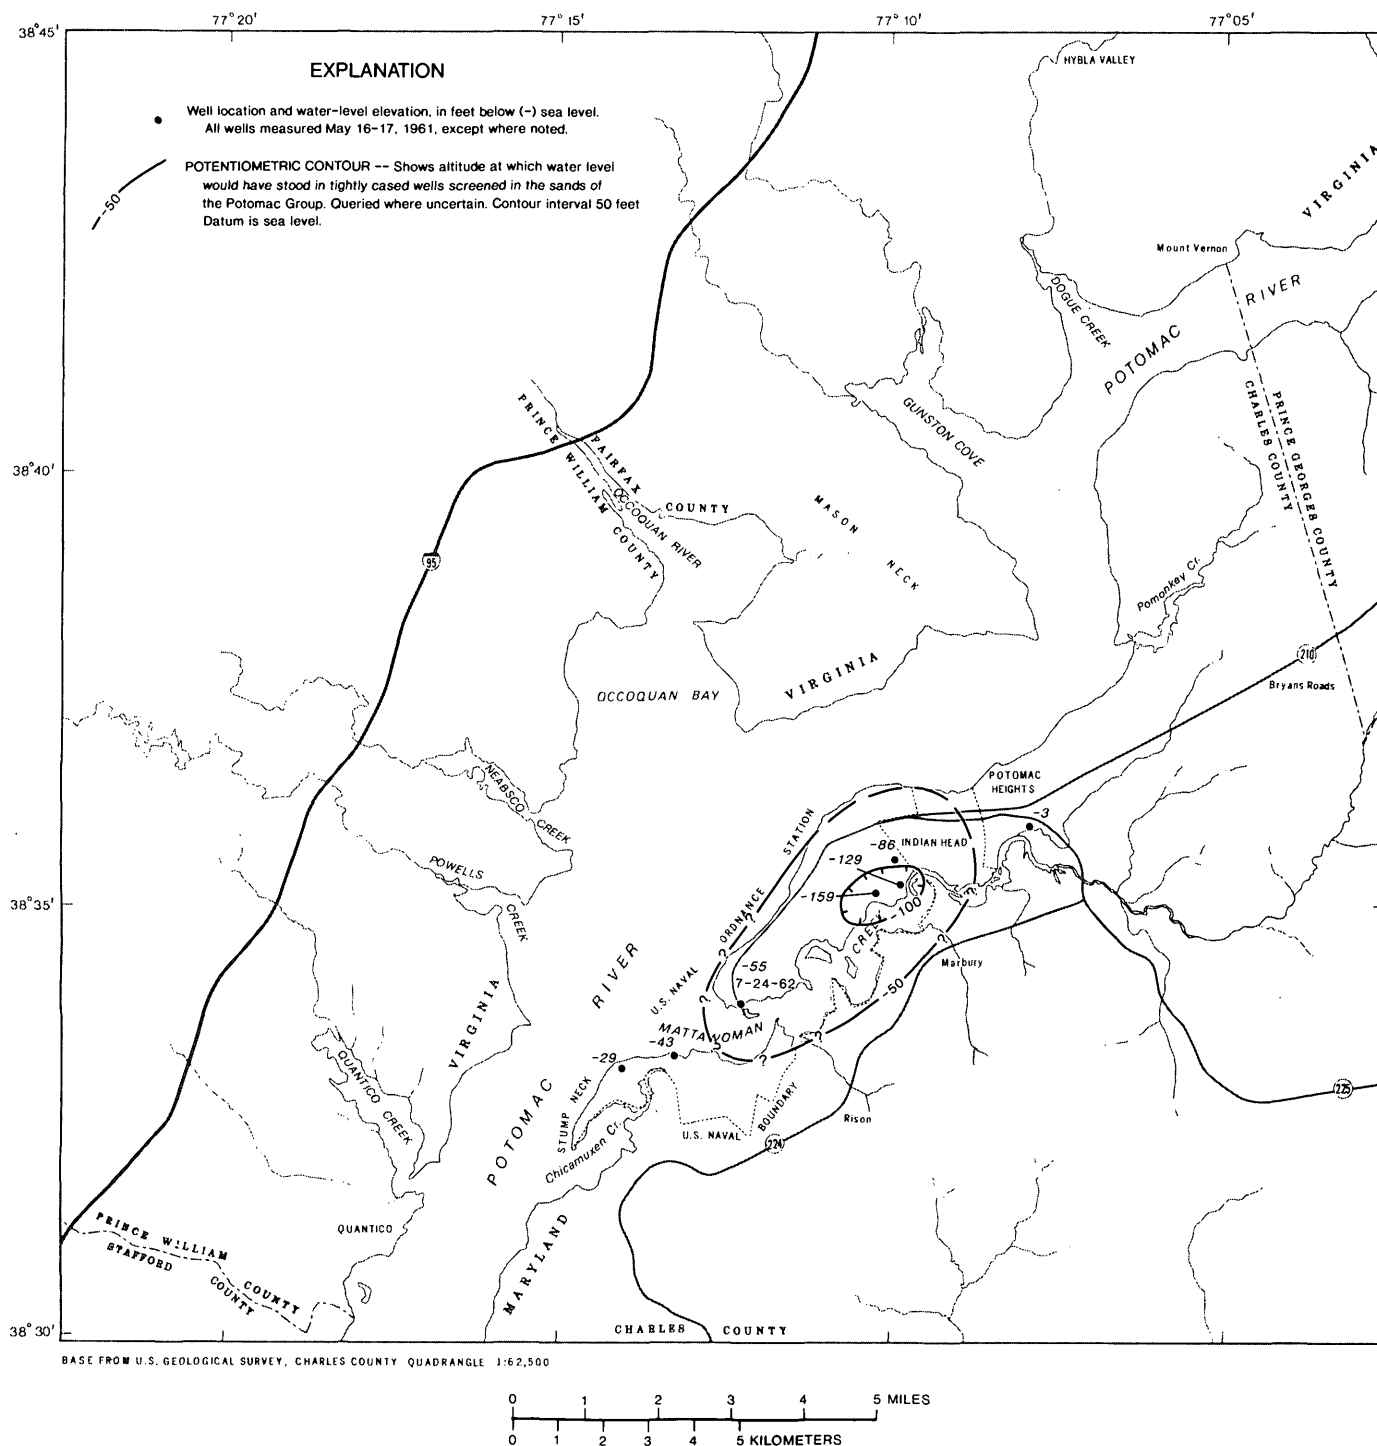 77° 20' 77° 15' 77° 10' 77° 05'
38° 45'
EXPLANATION
Well location and water-level elevation, in feet below (-) sea level.
All wells measured May 16-17, 1961, except where noted.
POTENTIOMETRIC CONTOUR -- Shows altitude at which water level
would have stood in tightly cased wells screened in the sands of
the Potomac Group. Queried where uncertain. Contour interval 50 feet
Datum is sea level.
-50
HYBLA VALLEY
VIRGINIA
Mount Vernon
DOGUE CREEK
POTOMAC RIVER
PRINCE GEORGES COUNTY
CHARLES COUNTY
GUNSTON COVE
PRINCE WILLIAM COUNTY
FAIRFAX COUNTY
OCCOQUAN RIVER
38° 40'
MASON NECK
95
Pomonkey Cr.
VIRGINIA
210
OCCOQUAN BAY
Bryans Roads
NEABSCO CREEK
POTOMAC
HEIGHTS
-3
STATION
-86 INDIAN HEAD
-129
POWELLS CREEK
-159
38° 35'
-100
?
ORDNANCE
?
CREEK
?
?
Marbury
-55
7-24-62
U.S. NAVAL
-50
RIVER
?
VIRGINIA
MATTAWOMAN
?
?
?
-43
-29
QUANTICO CREEK
STUMP NECK
BOUNDARY
225
POTOMAC
Rison
U.S. NAVAL
224
Chicamuxen Cr.
QUANTICO
MARYLAND
PRINCE WILLIAM COUNTY
STAFFORD COUNTY
38° 30'
CHARLES COUNTY
BASE FROM U.S. GEOLOGICAL SURVEY, CHARLES COUNTY QUADRANGLE 1:62,500
0 1 2 3 4 5 MILES
0 1 2 3 4 5 KILOMETERS